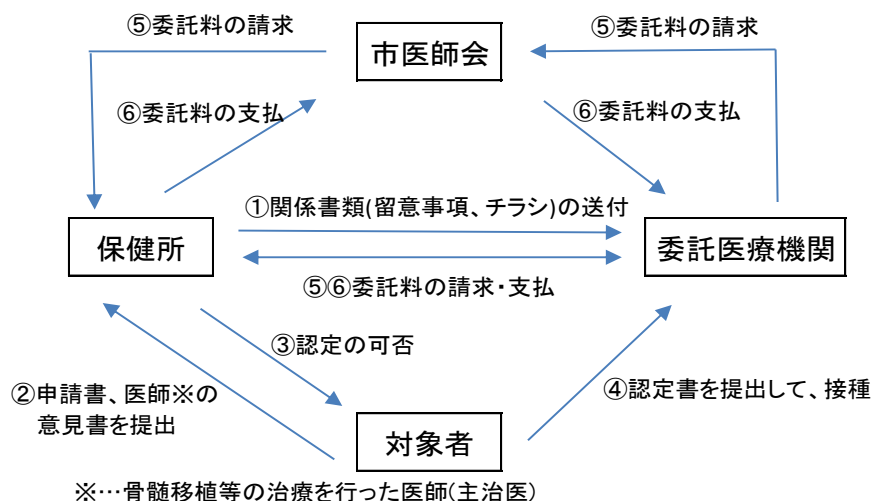 ⑤委託料の請求
⑤委託料の請求
市医師会
⑥委託料の支払
⑥委託料の支払
①関係書類(留意事項、チラシ)の送付
保健所
委託医療機関
⑤⑥委託料の請求・支払
③認定の可否
②申請書、医師※の
意見書を提出
④認定書を提出して、接種
対象者
※…骨髄移植等の治療を行った医師(主治医)